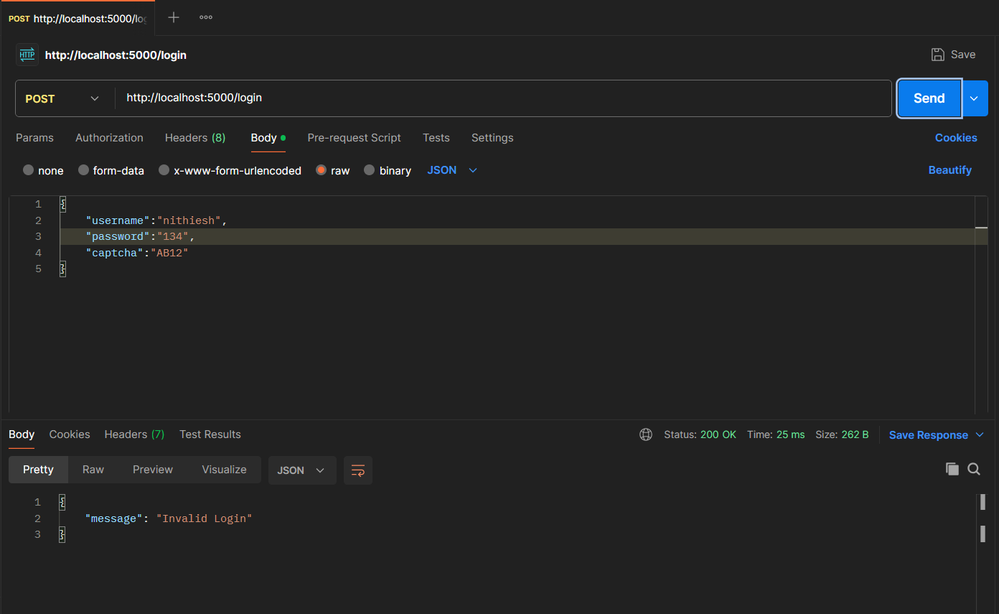 POST http://localhost:5000/log
HTTP http://localhost:5000/login Save
POST http://localhost:5000/login Send
Params Authorization Headers (8) Body Pre-request Script Tests Settings Cookies
none form-data x-www-form-urlencoded raw binary JSON Beautify
1 {
2 "username":"nithiesh",
3 "password":"134",
4 "captcha":"AB12"
5 }
Body Cookies Headers (7) Test Results Status: 200 OK Time: 25 ms Size: 262 B Save Response
Pretty Raw Preview Visualize JSON
1 {
2 "message": "Invalid Login"
3 }